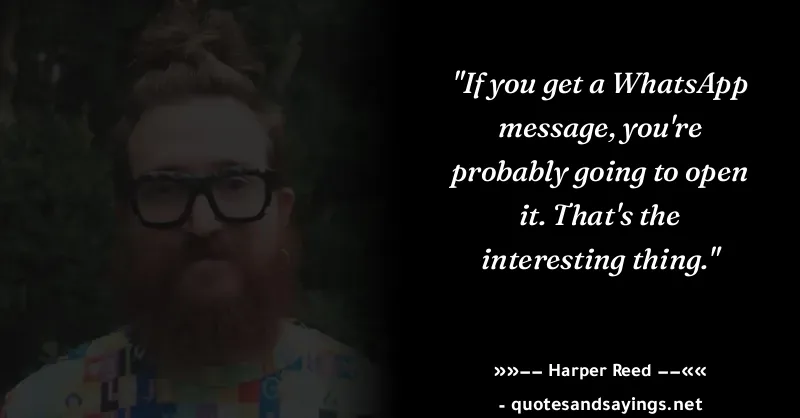 "If you get a WhatsApp
message, you're
probably going to open
it. That's the
interesting thing."
»»−− Harper Reed −−««
- quotesandsayings.net